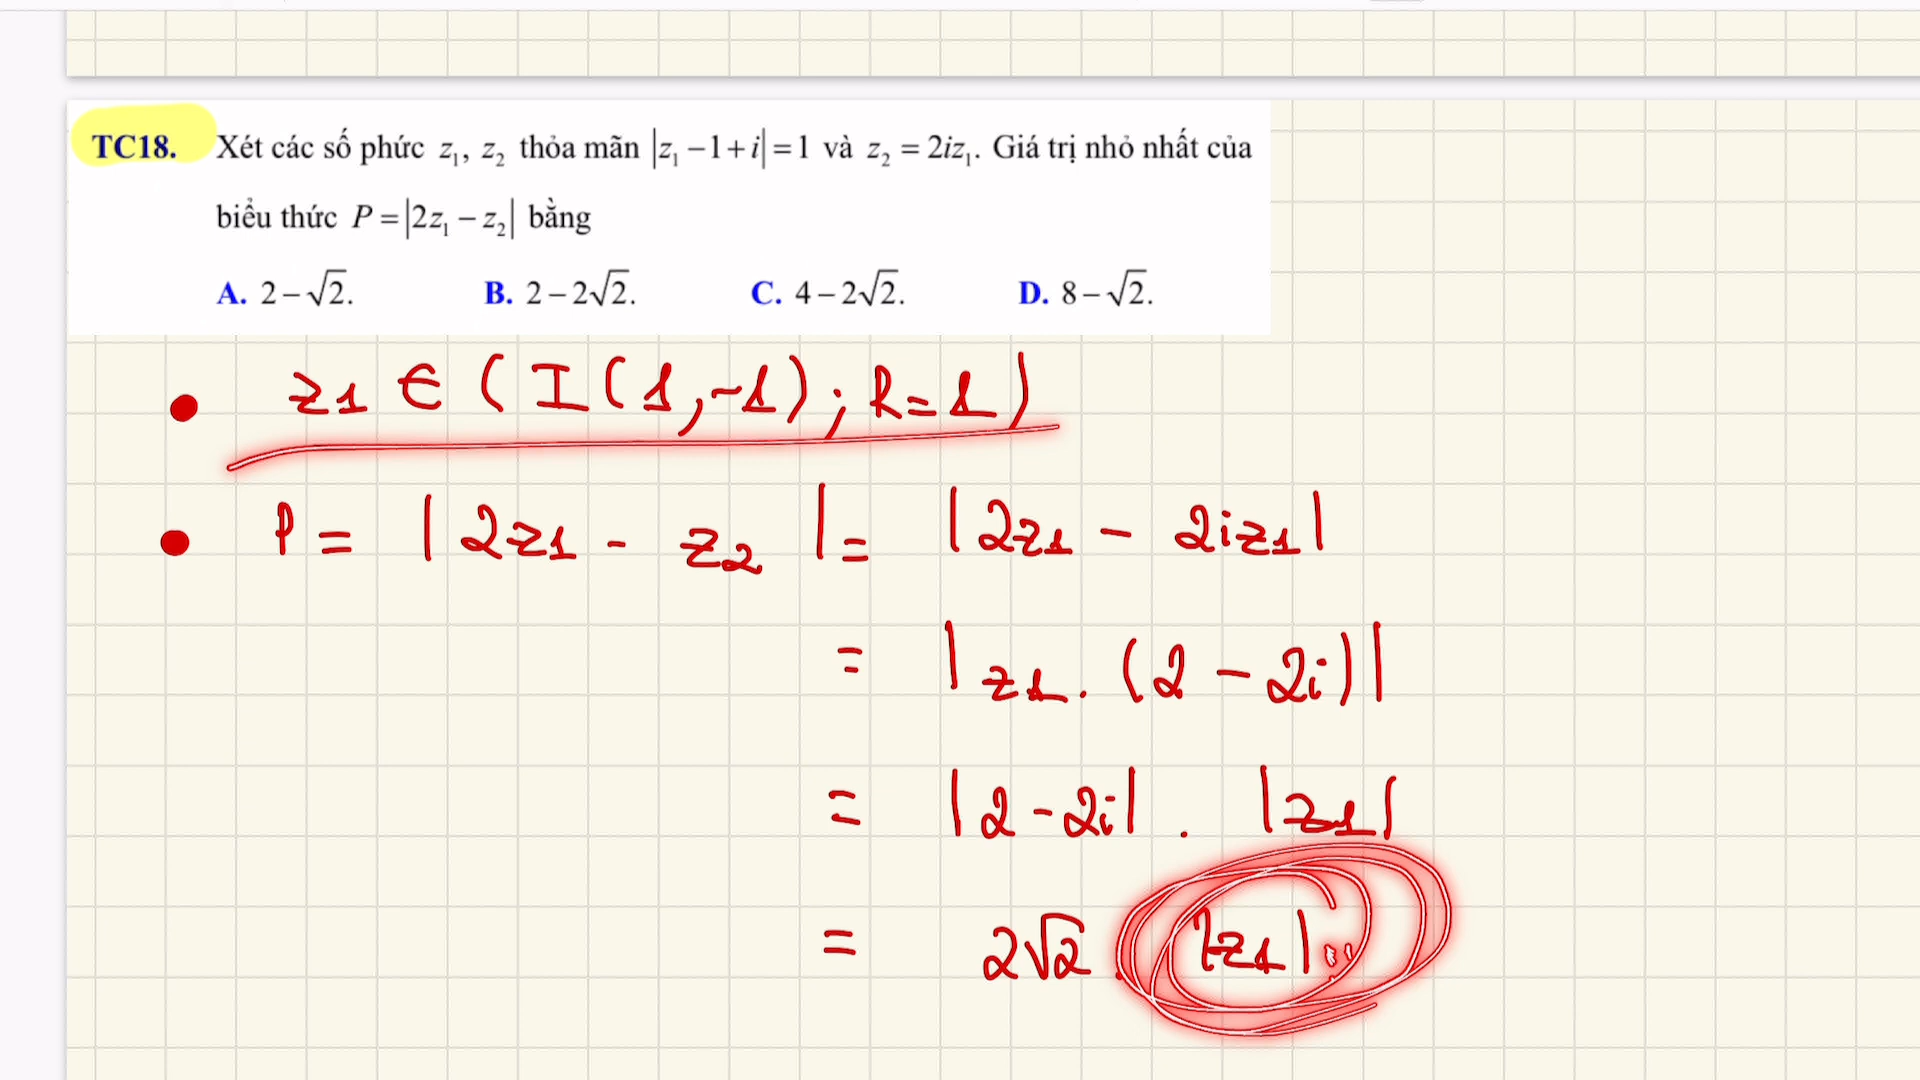 TC18. Xét các số phức z₁, z₂ thỏa mãn |z₁ −1+i|=1 và z₂ = 2iz₁. Giá trị nhỏ nhất của
biểu thức P=|2z₁ − z₂| bằng
A. 2−√2. B. 2−2√2. C. 4−2√2. D. 8−√2.
• z1 ∈ (I(1,-1); R=1)
• P = |2z1 - z2| = |2z1 - 2iz1|
= |z1.(2 - 2i)|
= |2-2i| . |z1|
= 2√2 . |z1|